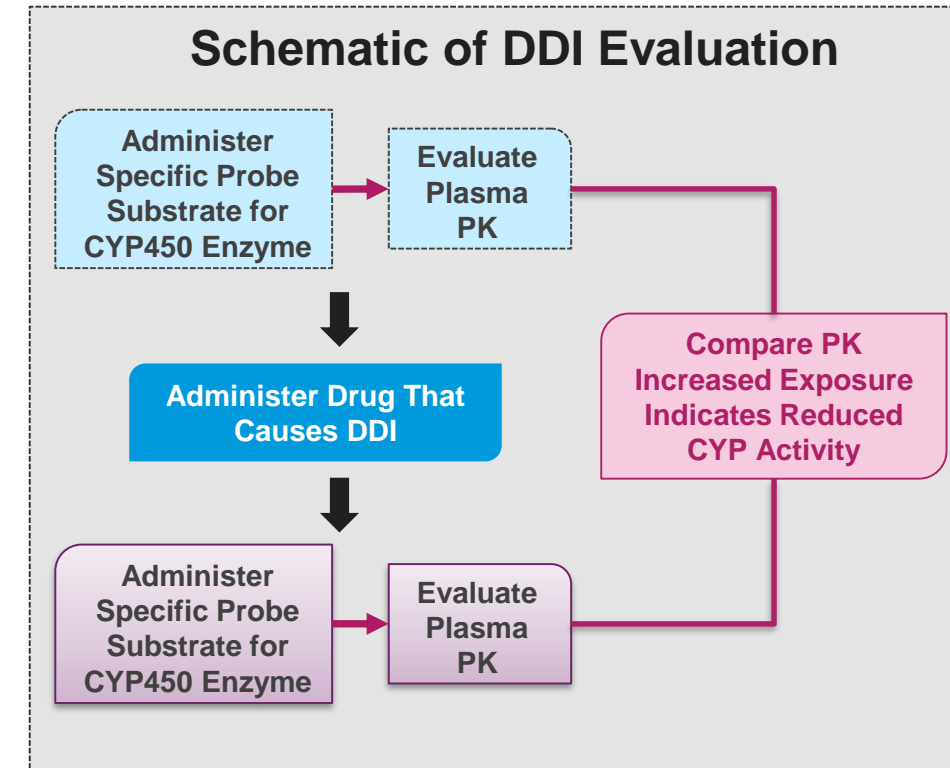 Schematic of DDI Evaluation
Administer
Specific Probe
Substrate for
CYP450 Enzyme
Evaluate
Plasma
PK
Administer Drug That
Causes DDI
Compare PK
Increased Exposure
Indicates Reduced
CYP Activity
Administer
Specific Probe
Substrate for
CYP450 Enzyme
Evaluate
Plasma
PK